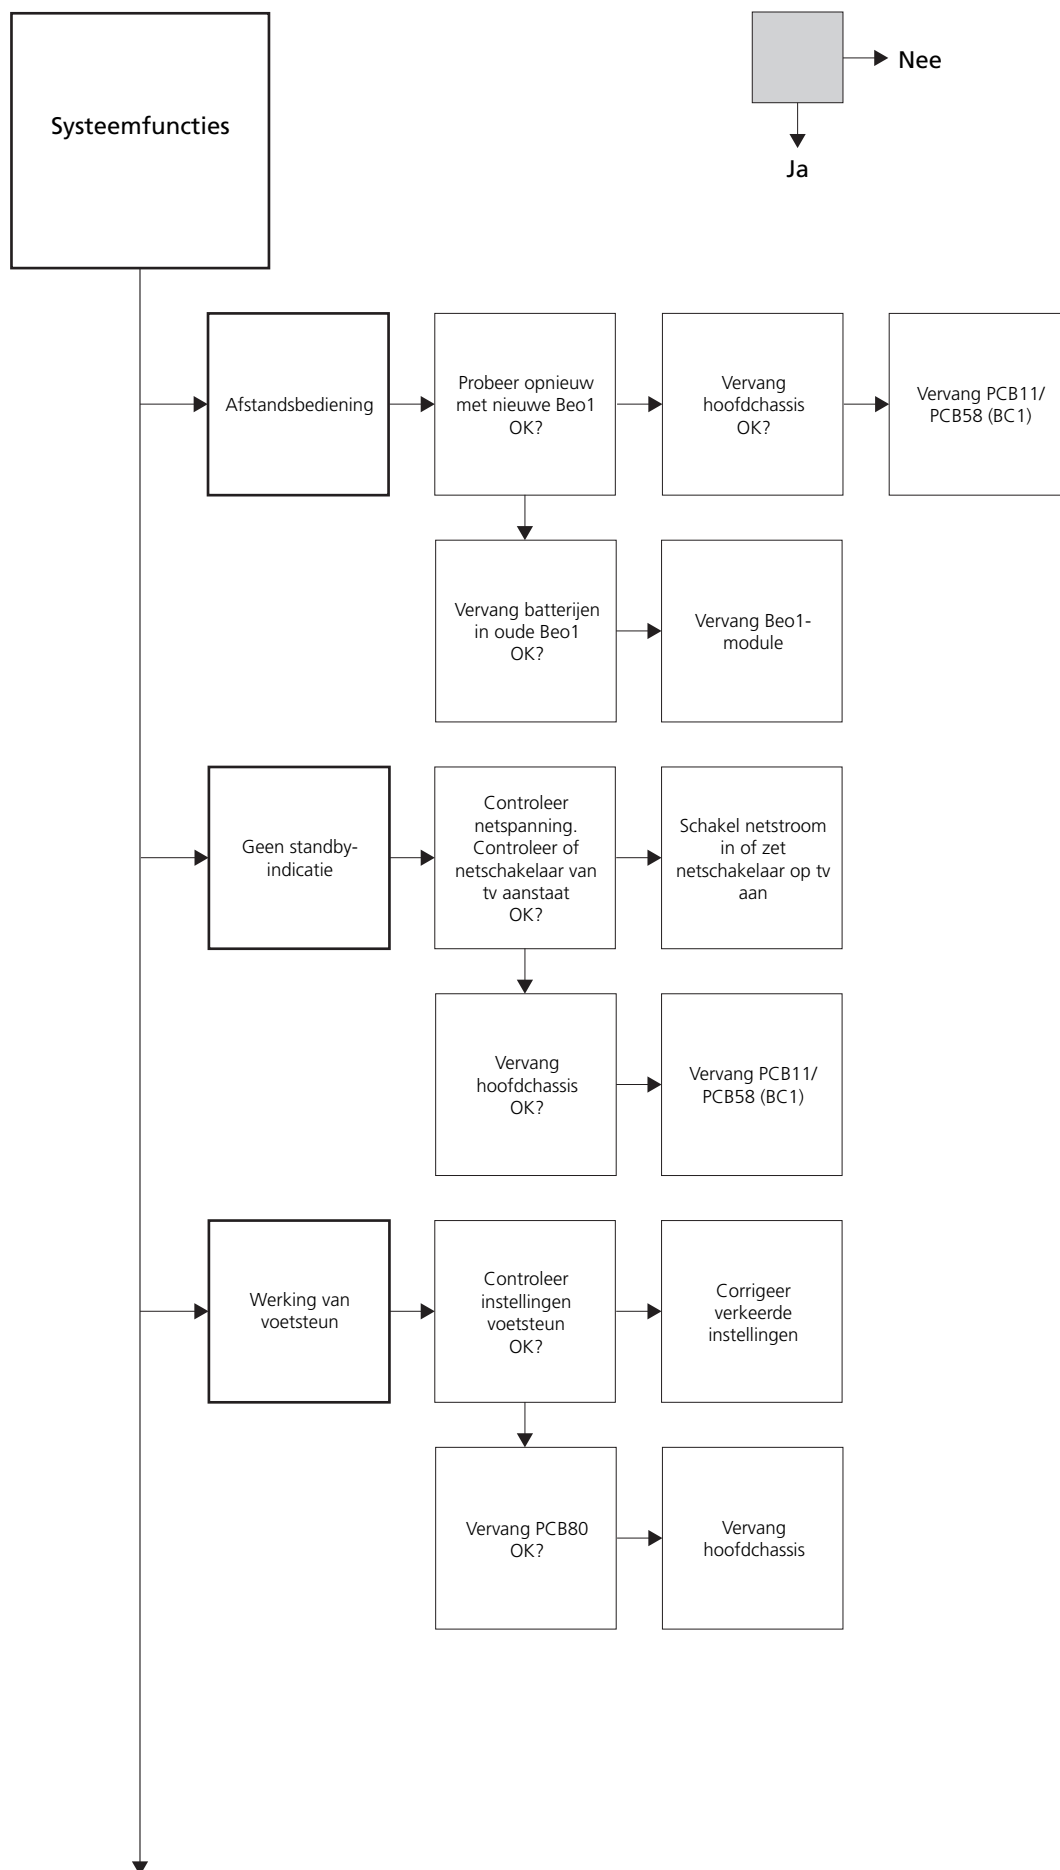 Systeemfuncties
Nee
Ja
Afstandsbediening
Probeer opnieuw
met nieuwe Beo1
OK?
Vervang
hoofdchassis
OK?
Vervang PCB11/
PCB58 (BC1)
Vervang batterijen
in oude Beo1
OK?
Vervang Beo1-
module
Geen standby-
indicatie
Controleer
netspanning.
Controleer of
netschakelaar van
tv aanstaat
OK?
Schakel netstroom
in of zet
netschakelaar op tv
aan
Vervang
hoofdchassis
OK?
Vervang PCB11/
PCB58 (BC1)
Werking van
voetsteun
Controleer
instellingen
voetsteun
OK?
Corrigeer
verkeerde
instellingen
Vervang PCB80
OK?
Vervang
hoofdchassis